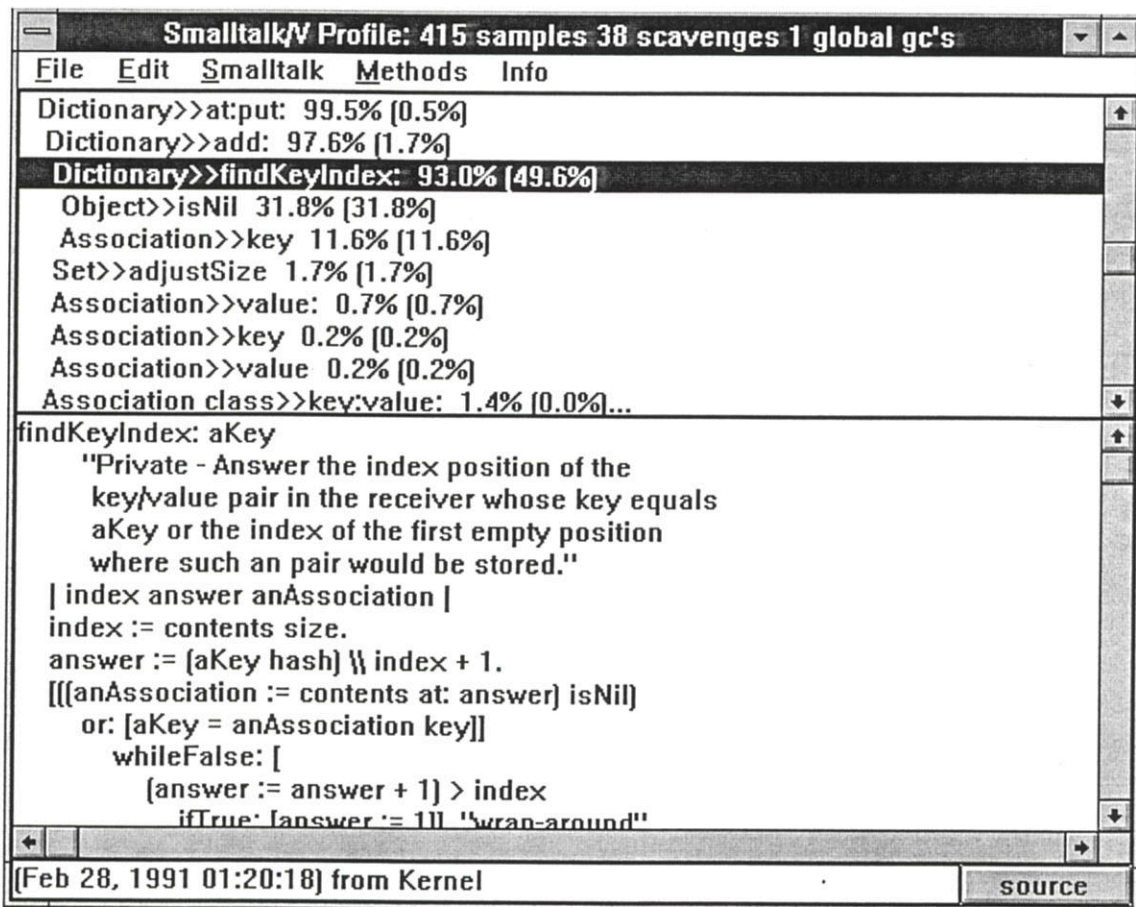 Smalltalk/V Profile: 415 samples 38 scavenges 1 global gc's
File Edit Smalltalk Methods Info
Dictionary>>at:put: 99.5% (0.5%)
Dictionary>>add: 97.6% (1.7%)
Dictionary>>findKeyIndex: 93.0% (49.6%)
Object>>isNil 31.8% (31.8%)
Association>>key 11.6% (11.6%)
Set>>adjustSize 1.7% (1.7%)
Association>>value: 0.7% (0.7%)
Association>>key 0.2% (0.2%)
Association>>value 0.2% (0.2%)
Association class>>key:value: 1.4% (0.0%)...
findKeyIndex: aKey
"Private - Answer the index position of the
key/value pair in the receiver whose key equals
aKey or the index of the first empty position
where such an pair would be stored."
| index answer anAssociation |
index := contents size.
answer := (aKey hash) \\ index + 1.
[((anAssociation := contents at: answer) isNil)
or: [aKey = anAssociation key]]
whileFalse: [
(answer := answer + 1) > index
ifTrue: [answer := 1]]. "wrap-around"
(Feb 28, 1991 01:20:18) from Kernel
source